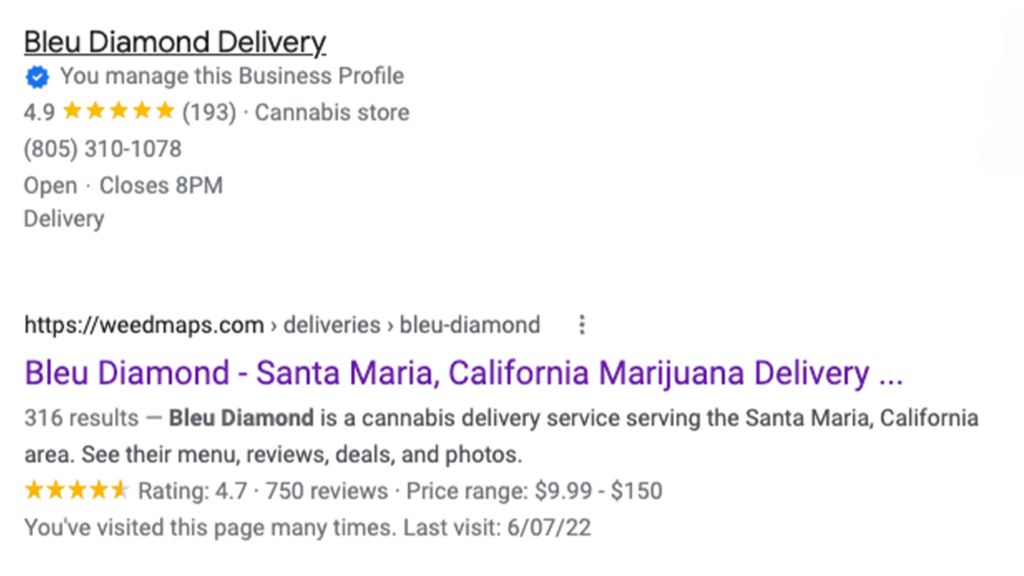 Bleu Diamond Delivery
You manage this Business Profile
4.9 ★★★★★ (193) · Cannabis store
(805) 310-1078
Open · Closes 8PM
Delivery
https://weedmaps.com › deliveries › bleu-diamond
Bleu Diamond - Santa Maria, California Marijuana Delivery ...
316 results — Bleu Diamond is a cannabis delivery service serving the Santa Maria, California
area. See their menu, reviews, deals, and photos.
Rating: 4.7 · 750 reviews · Price range: $9.99 - $150
You've visited this page many times. Last visit: 6/07/22